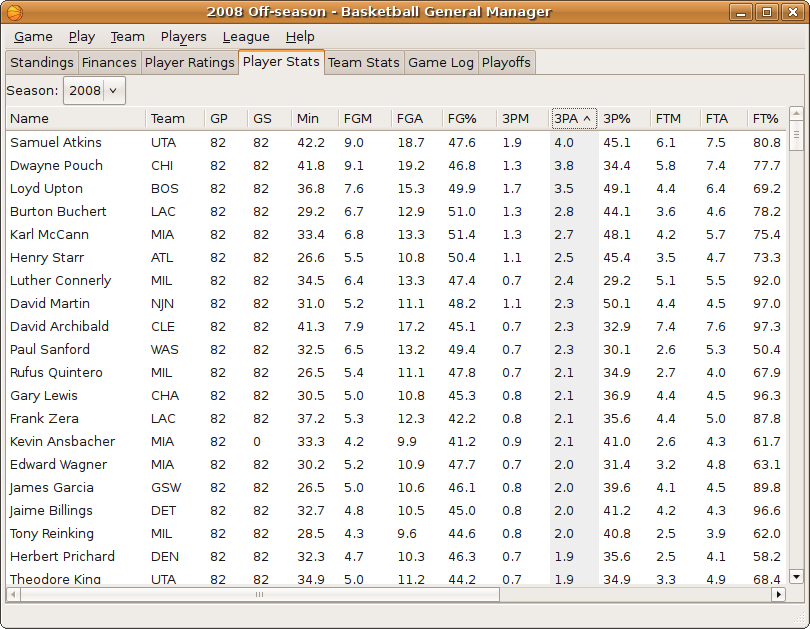 2008 Off-season - Basketball General Manager
Game Play Team Players League Help
Standings Finances Player Ratings Player Stats Team Stats Game Log Playoffs
Season: 2008
Name Team GP GS Min FGM FGA FG% 3PM 3PA 3P% FTM FTA FT%
Samuel Atkins UTA 82 82 42.2 9.0 18.7 47.6 1.9 4.0 45.1 6.1 7.5 80.8
Dwayne Pouch CHI 82 82 41.8 9.1 19.2 46.8 1.3 3.8 34.4 5.8 7.4 77.7
Loyd Upton BOS 82 82 36.8 7.6 15.3 49.9 1.7 3.5 49.1 4.4 6.4 69.2
Burton Buchert LAC 82 82 29.2 6.7 12.9 51.0 1.3 2.8 44.1 3.6 4.6 78.2
Karl McCann MIA 82 82 33.4 6.8 13.3 51.4 1.3 2.7 48.1 4.2 5.7 75.4
Henry Starr ATL 82 82 26.6 5.5 10.8 50.4 1.1 2.5 45.4 3.5 4.7 73.3
Luther Connerly MIL 82 82 34.5 6.4 13.3 47.4 0.7 2.4 29.2 5.1 5.5 92.0
David Martin NJN 82 82 31.0 5.2 11.1 48.2 1.1 2.3 50.1 4.4 4.5 97.0
David Archibald CLE 82 82 41.3 7.9 17.2 45.1 0.7 2.3 32.9 7.4 7.6 97.3
Paul Sanford WAS 82 82 32.5 6.5 13.2 49.4 0.7 2.3 30.1 2.6 5.3 50.4
Rufus Quintero MIL 82 82 26.5 5.4 11.1 47.8 0.7 2.1 34.9 2.7 4.0 67.9
Gary Lewis CHA 82 82 30.5 5.0 10.8 45.3 0.8 2.1 36.9 4.4 4.5 96.3
Frank Zera LAC 82 82 37.2 5.3 12.3 42.2 0.8 2.1 35.6 4.4 5.0 87.8
Kevin Ansbacher MIA 82 0 33.3 4.2 9.9 41.2 0.9 2.1 41.0 2.6 4.3 61.7
Edward Wagner MIA 82 82 30.2 5.2 10.9 47.7 0.7 2.0 31.4 3.2 4.8 63.1
James Garcia GSW 82 82 26.5 5.0 10.6 46.1 0.8 2.0 39.6 4.1 4.5 89.8
Jaime Billings DET 82 82 32.7 4.8 10.5 45.0 0.8 2.0 41.2 4.2 4.3 96.6
Tony Reinking MIL 82 82 28.5 4.3 9.6 44.6 0.8 2.0 40.8 2.5 3.9 62.0
Herbert Prichard DEN 82 82 32.3 4.7 10.3 46.3 0.7 1.9 35.6 2.5 4.1 58.2
Theodore King UTA 82 82 34.9 5.0 11.2 44.2 0.7 1.9 34.9 3.3 4.9 68.4